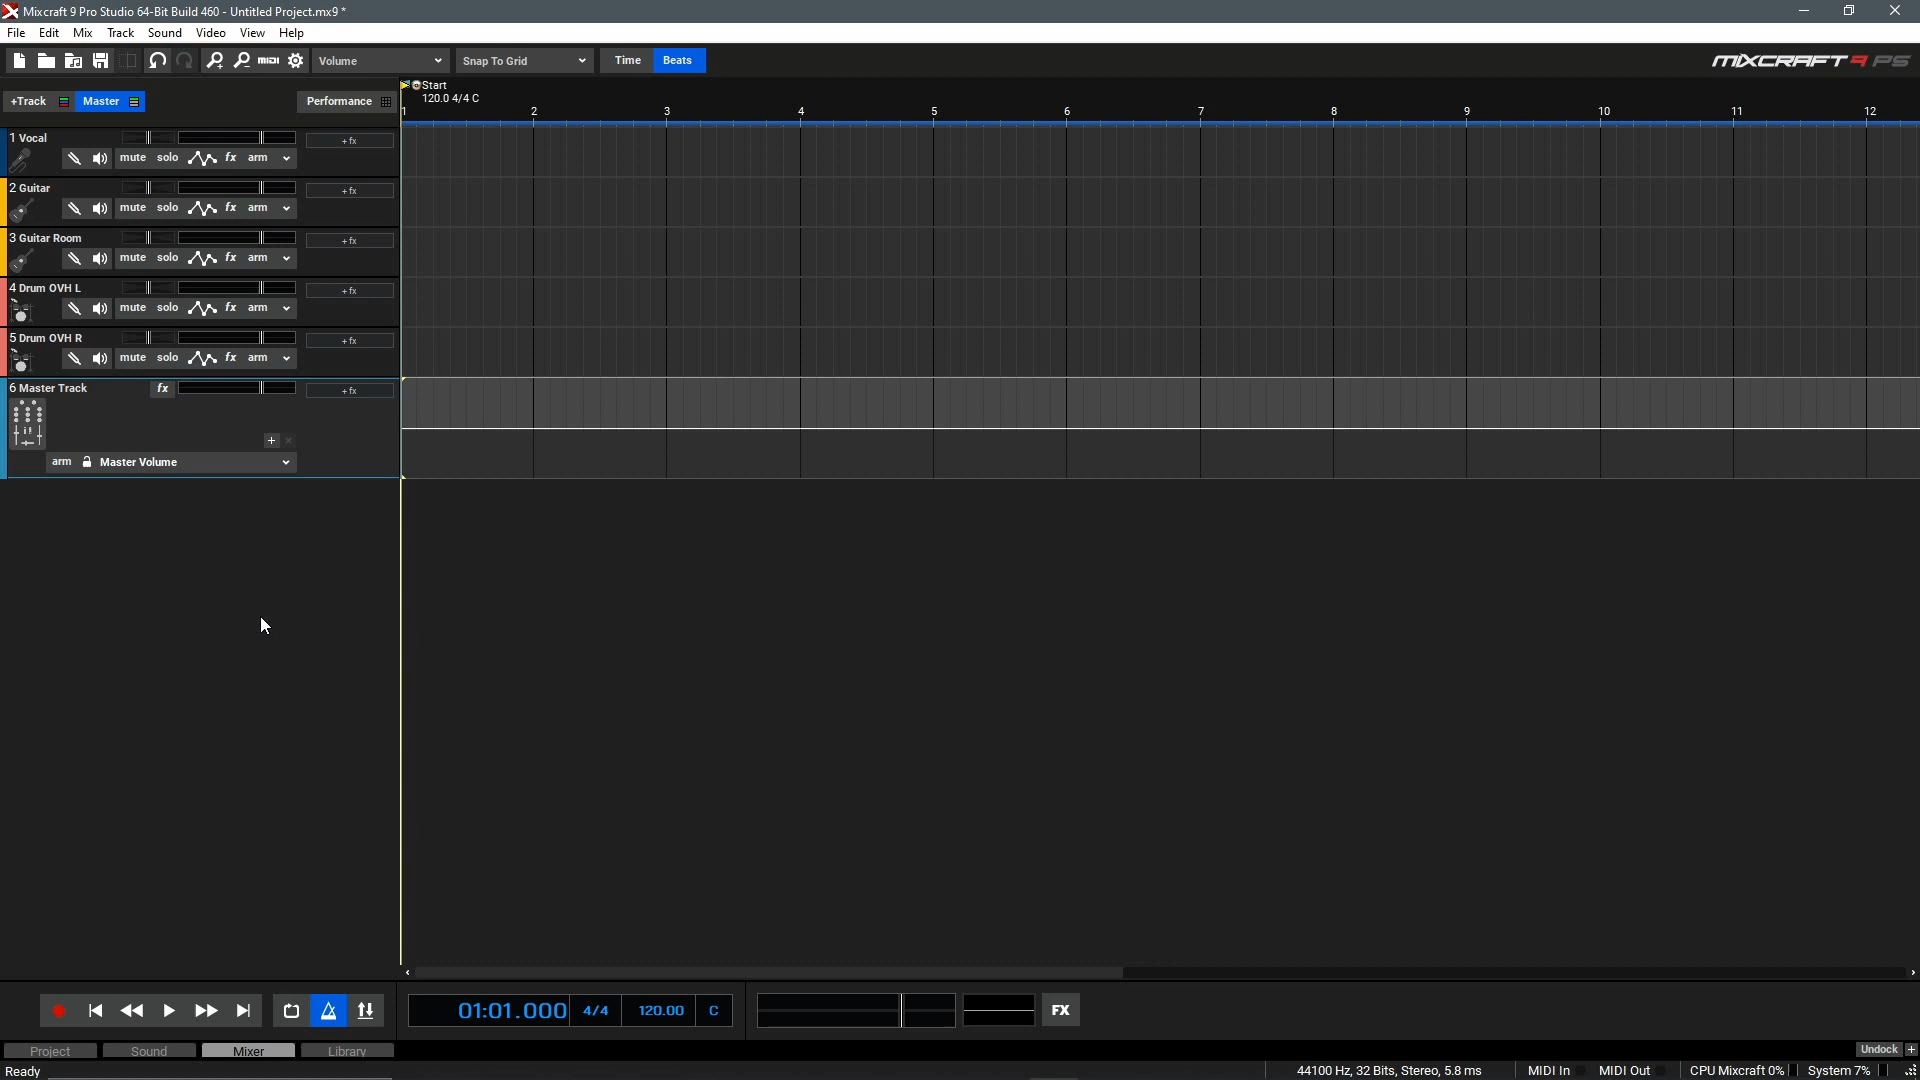 Mixcraft 9 Pro Studio 64-Bit Build 460 - Untitled Project.mx9 *
File Edit Mix Track Sound Video View Help
MIDI Volume Snap To Grid Time Beats MIXCRAFT 9 PS
+Track Master Performance
Start
120.0 4/4 C
1 2 3 4 5 6 7 8 9 10 11 12
1 Vocal
+ fx
mute solo fx arm
2 Guitar
+ fx
mute solo fx arm
3 Guitar Room
+ fx
mute solo fx arm
4 Drum OVH L
+ fx
mute solo fx arm
5 Drum OVH R
+ fx
mute solo fx arm
6 Master Track fx
+ fx
arm Master Volume
01:01.000 4/4 120.00 C FX
Project Sound Mixer Library Undock
Ready 44100 Hz, 32 Bits, Stereo, 5.8 ms MIDI In MIDI Out CPU Mixcraft 0% System 7%